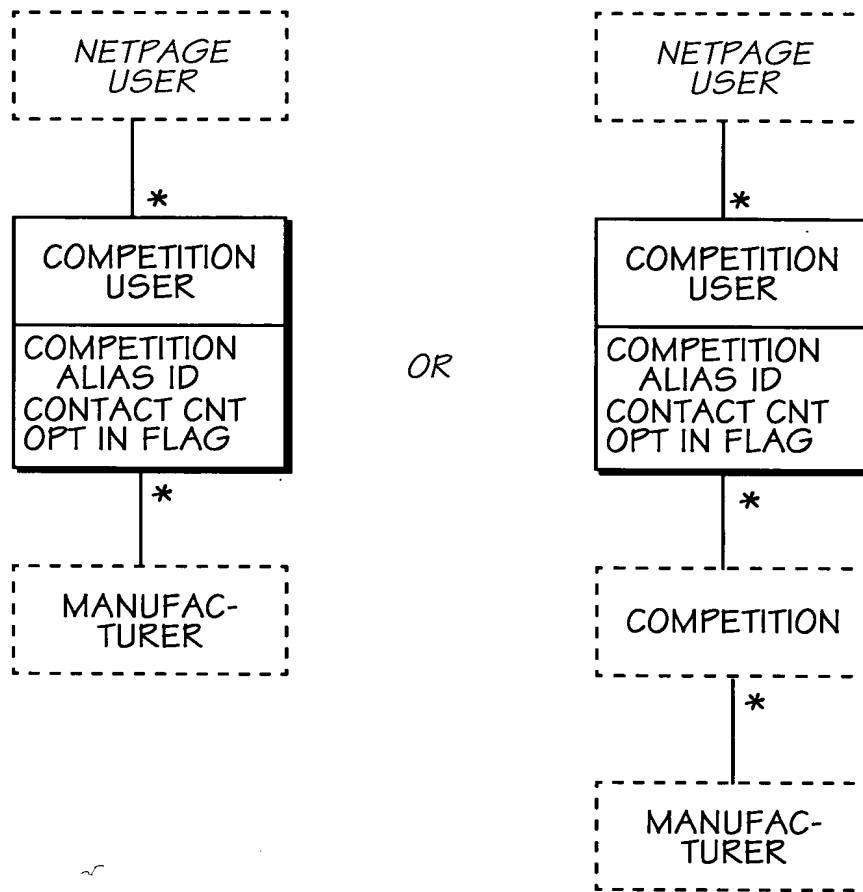 NETPAGE
USER
*
COMPETITION
USER
COMPETITION
ALIAS ID
CONTACT CNT
OPT IN FLAG
*
MANUFAC-
TURER
OR
NETPAGE
USER
*
COMPETITION
USER
COMPETITION
ALIAS ID
CONTACT CNT
OPT IN FLAG
*
COMPETITION
*
MANUFAC-
TURER